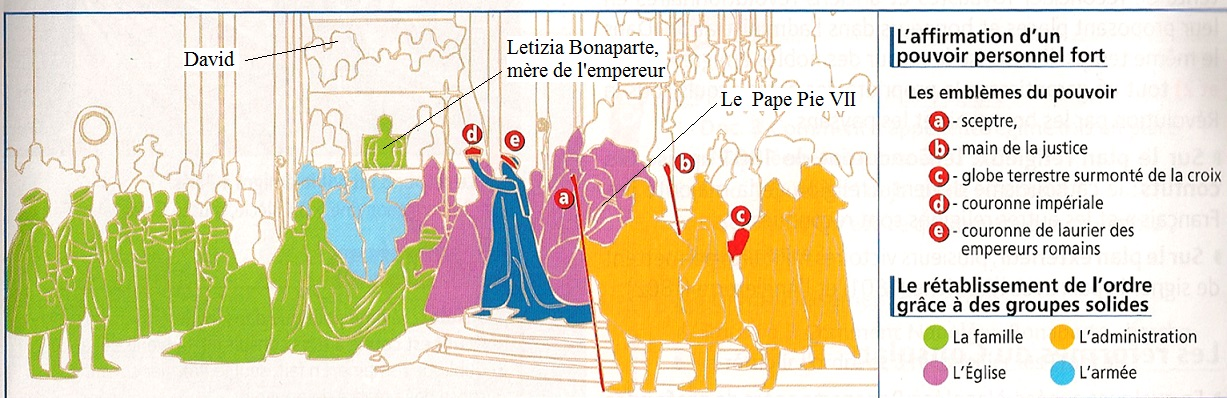 David
Letizia Bonaparte,
mère de l'empereur
Le Pape Pie VII
d
e
a
b
c
L'affirmation d'un
pouvoir personnel fort
Les emblèmes du pouvoir
a - sceptre,
b - main de la justice
c - globe terrestre surmonté de la croix
d - couronne impériale
e - couronne de laurier des
empereurs romains
Le rétablissement de l'ordre
grâce à des groupes solides
La famille
L'administration
L'Église
L'armée